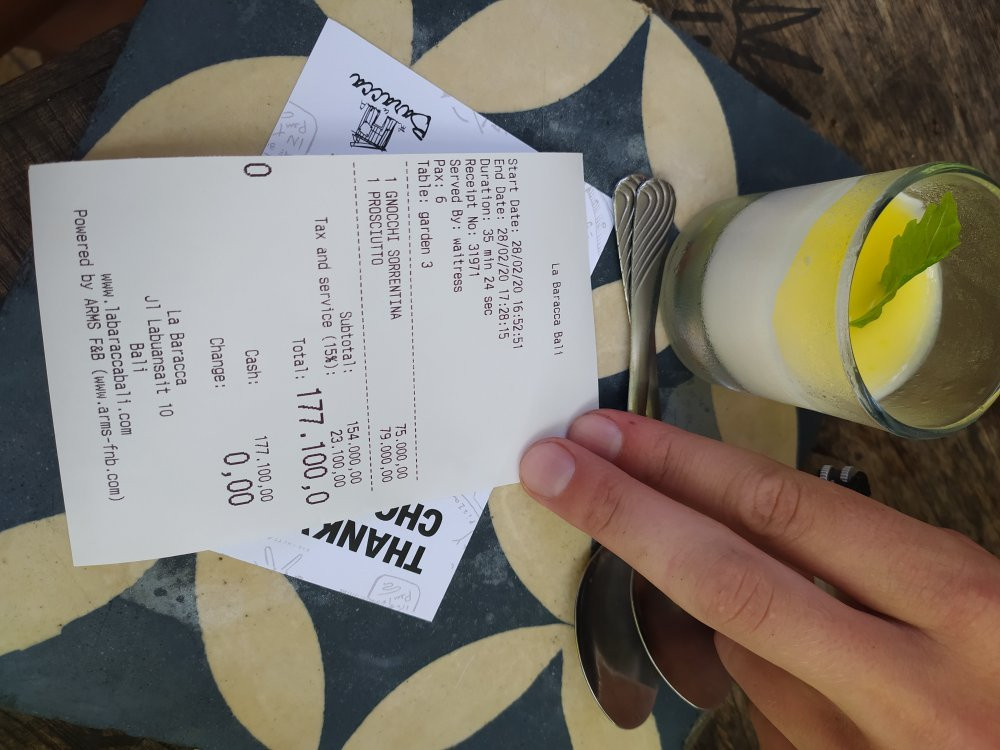 La Baracca Bali
Start Date: 28/02/20 16:52:51
End Date: 28/02/20 17:28:15
Duration: 35 min 24 sec
Receipt No: 31971
Served By: waitress
Pax: 6
Table: garden 3
1 GNOCCHI SORRENTINA 75.000,00
1 PROSCIUTTO 79.000,00
Subtotal: 154.000,00
Tax and service (15%): 23.100,00
Total: 177.100,0
0
Cash: 177.100,00
Change: 0,00
La Baracca
Jl Labuansait 10
Bali
www.labaraccabali.com
Powered by ARMS F&B (www.arms-fnb.com)
Baracca
THANK